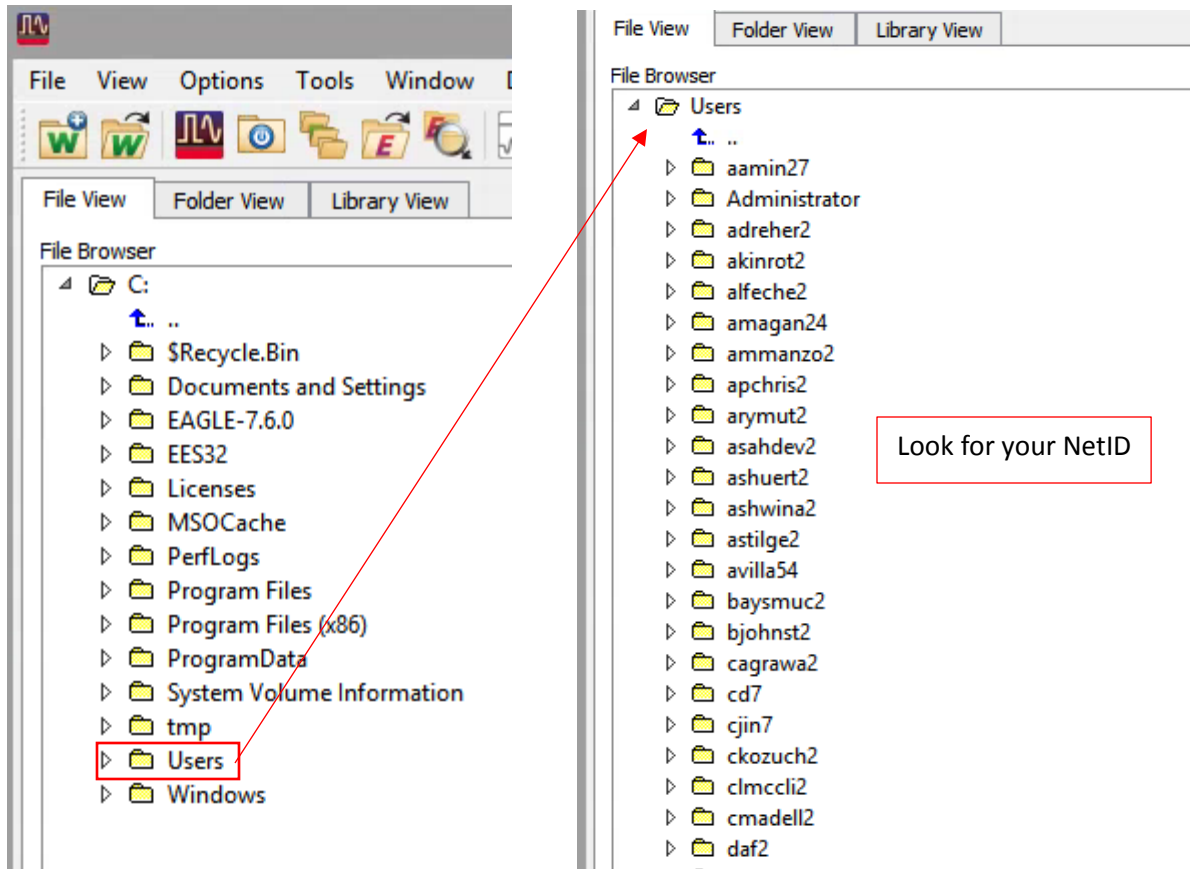 File View Options Tools Window
File View Folder View Library View
File Browser
C:
..
$Recycle.Bin
Documents and Settings
EAGLE-7.6.0
EES32
Licenses
MSOCache
PerfLogs
Program Files
Program Files (x86)
ProgramData
System Volume Information
tmp
Users
Windows
File View Folder View Library View
File Browser
Users
..
aamin27
Administrator
adreher2
akinrot2
alfeche2
amagan24
ammanzo2
apchris2
arymut2
asahdev2
ashuert2
ashwina2
astilge2
avilla54
baysmuc2
bjohnst2
cagrawa2
cd7
cjin7
ckozuch2
clmccli2
cmadell2
daf2
Look for your NetID